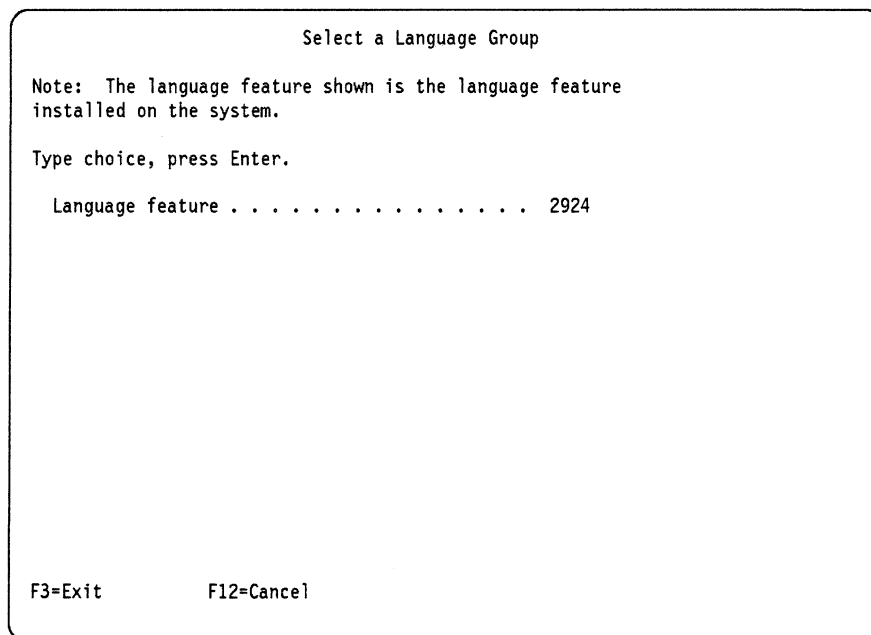 Select a Language Group
Note:  The language feature shown is the language feature
installed on the system.
Type choice, press Enter.
Language feature . . . . . . . . . . . . . . .  2924
F3=Exit          F12=Cancel